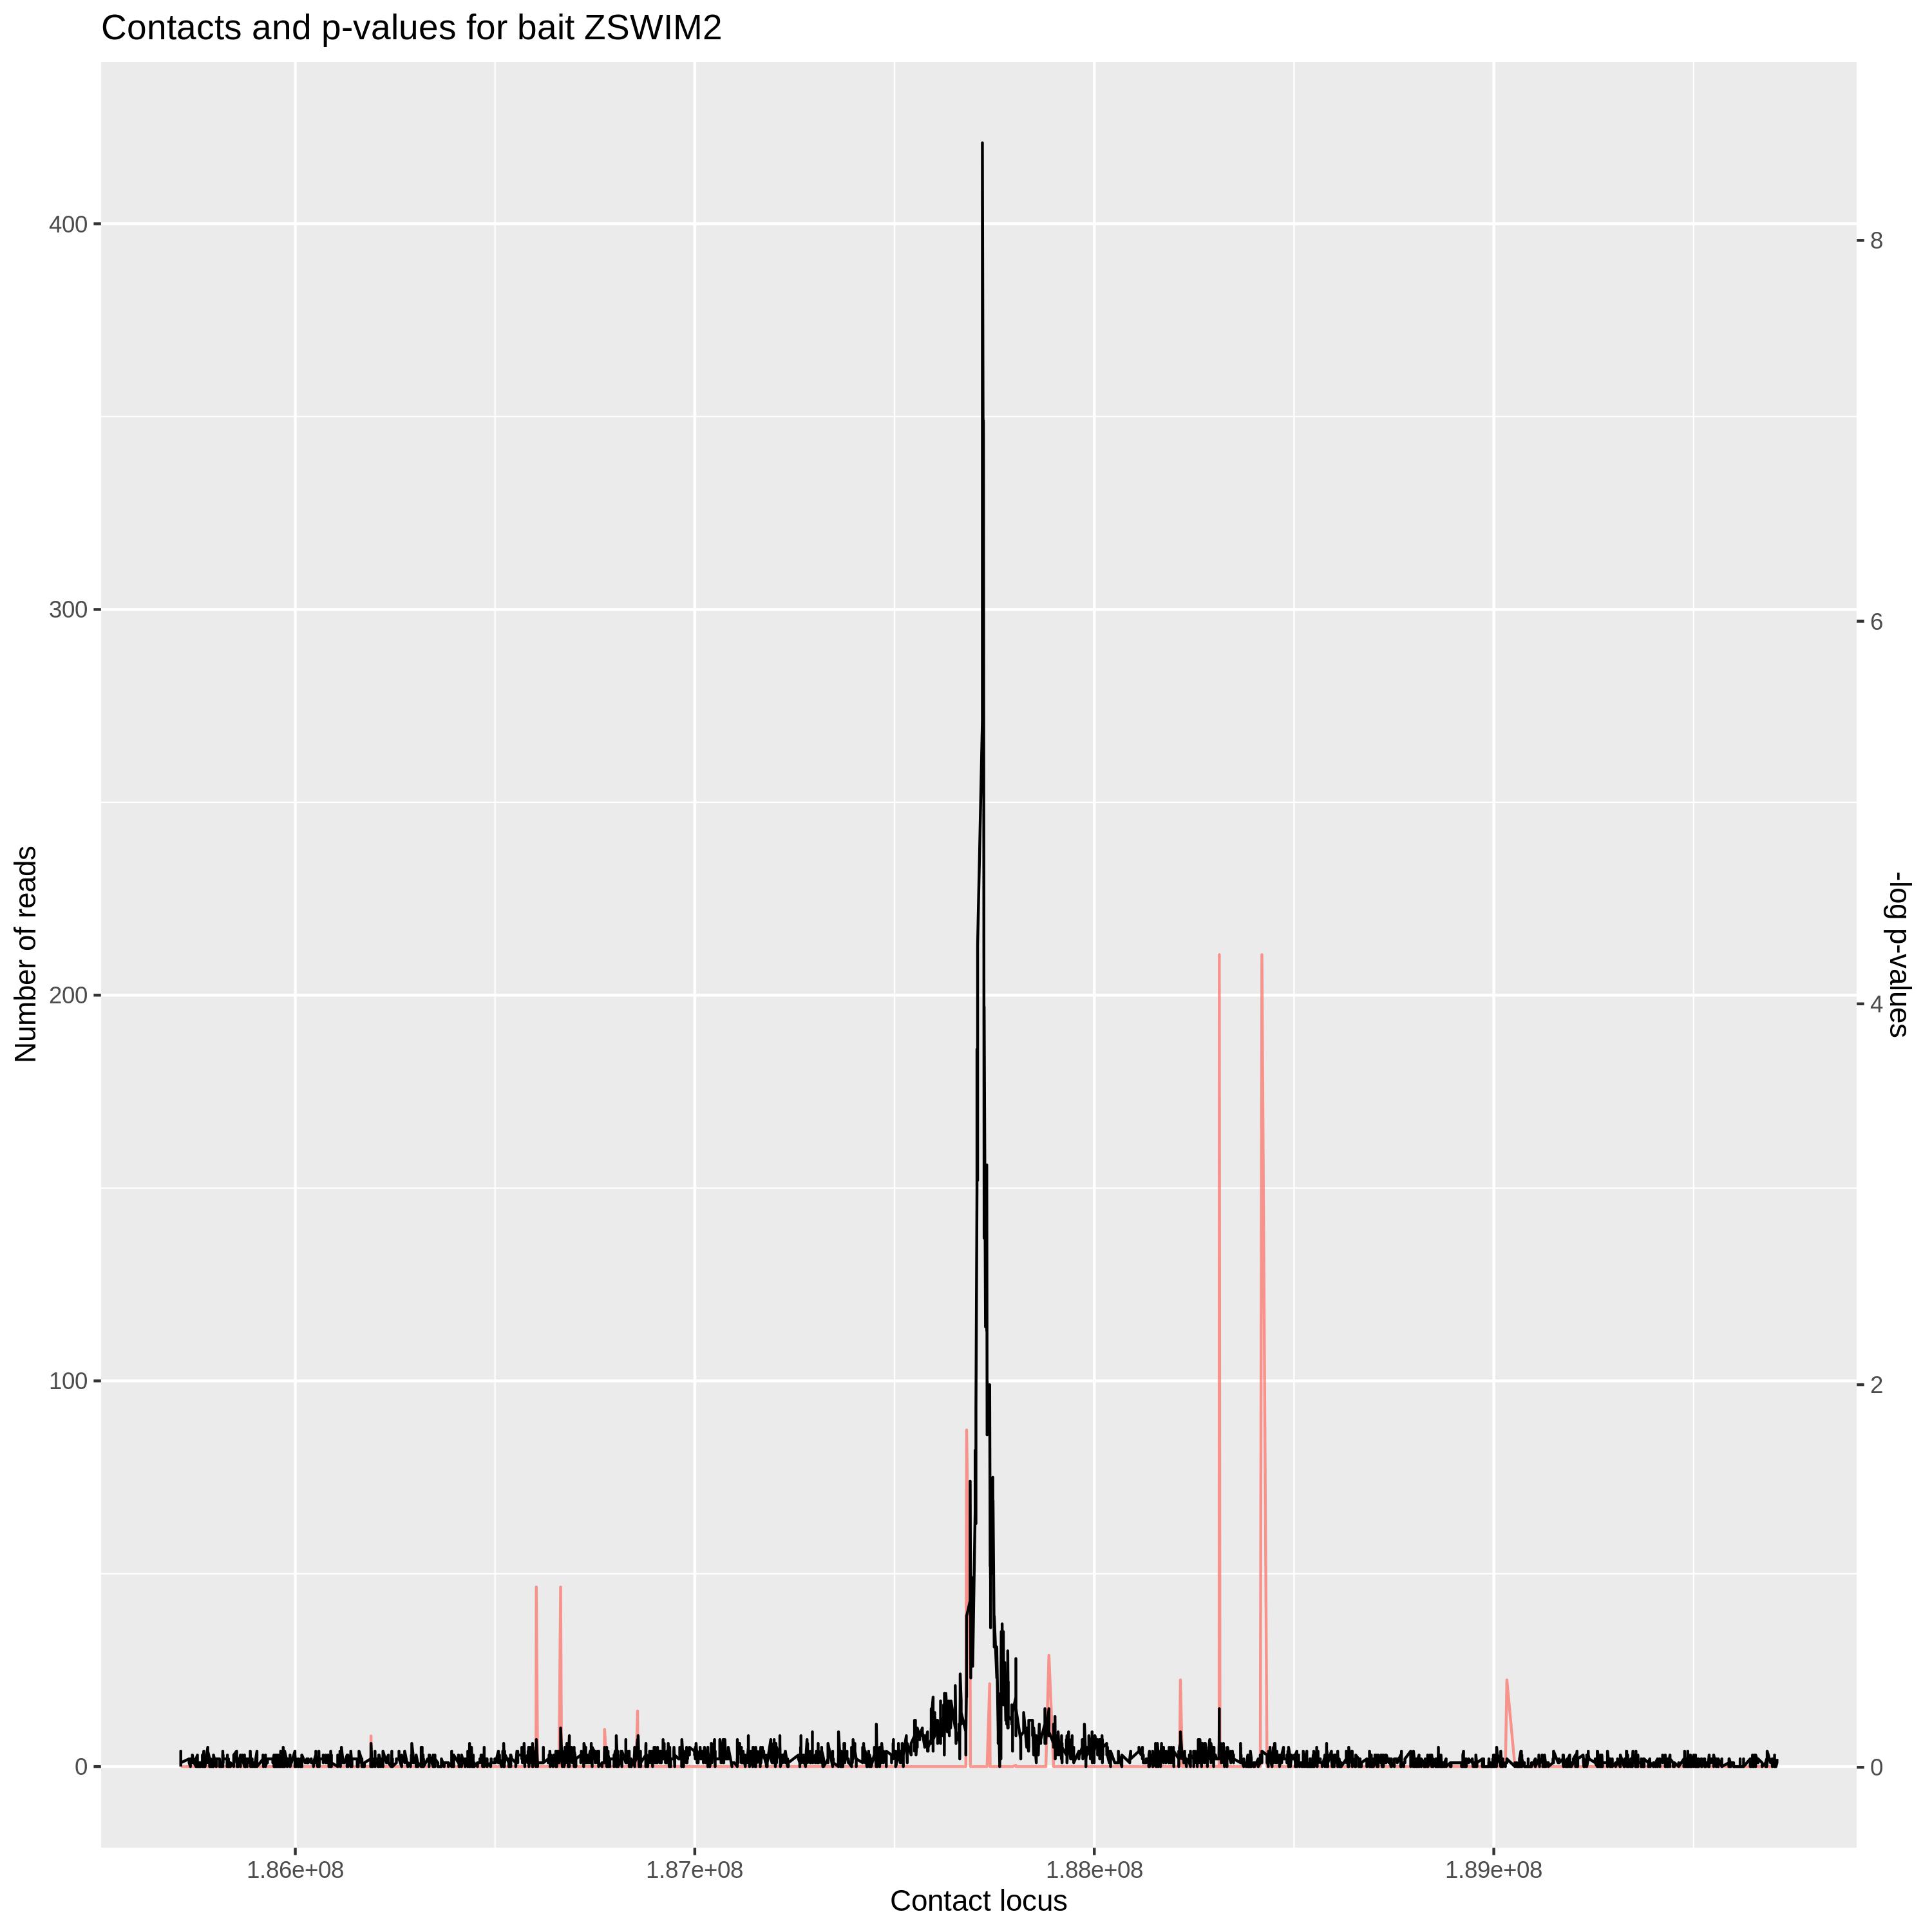 Contacts and p-values for bait ZSWIM2
400
300
200
100
0
Number of reads
8
6
4
2
0
-log p-values
1.86e+08
1.87e+08
1.88e+08
1.89e+08
Contact locus